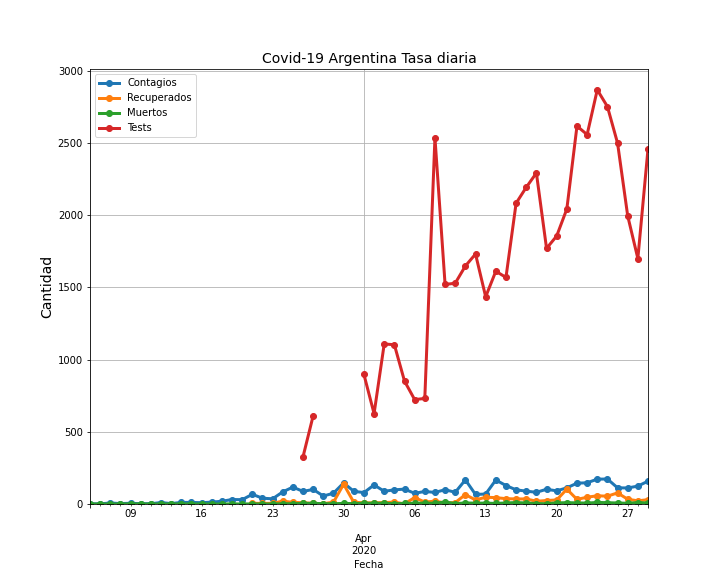 Covid-19 Argentina Tasa diaria
Contagios
Recuperados
Muertos
Tests
Cantidad
3000
2500
2000
1500
1000
500
0
09 16 23 30 06 13 20 27
Apr
2020
Fecha